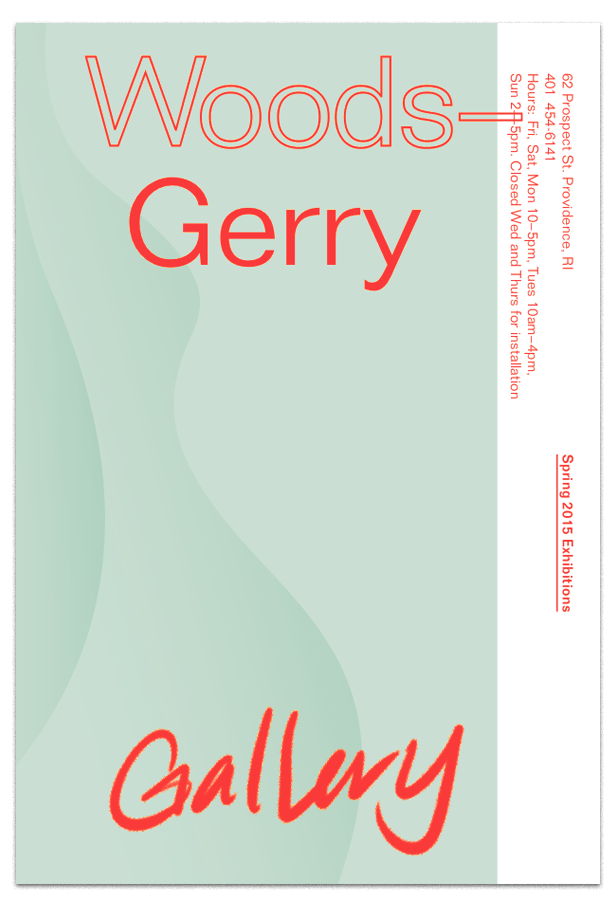 Woods—
Gerry
Gallery
62 Prospect St. Providence, RI
401 454-6141
Hours: Fri, Sat, Mon 10–5pm, Tues 10am–4pm,
Sun 2–5pm. Closed Wed and Thurs for installation
Spring 2015 Exhibitions